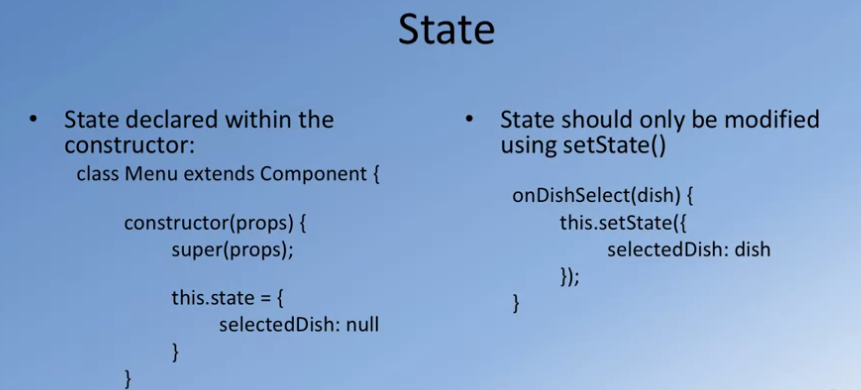 State
• State declared within the
constructor:
class Menu extends Component {
constructor(props) {
super(props);
this.state = {
selectedDish: null
}
}
• State should only be modified
using setState()
onDishSelect(dish) {
this.setState({
selectedDish: dish
});
}